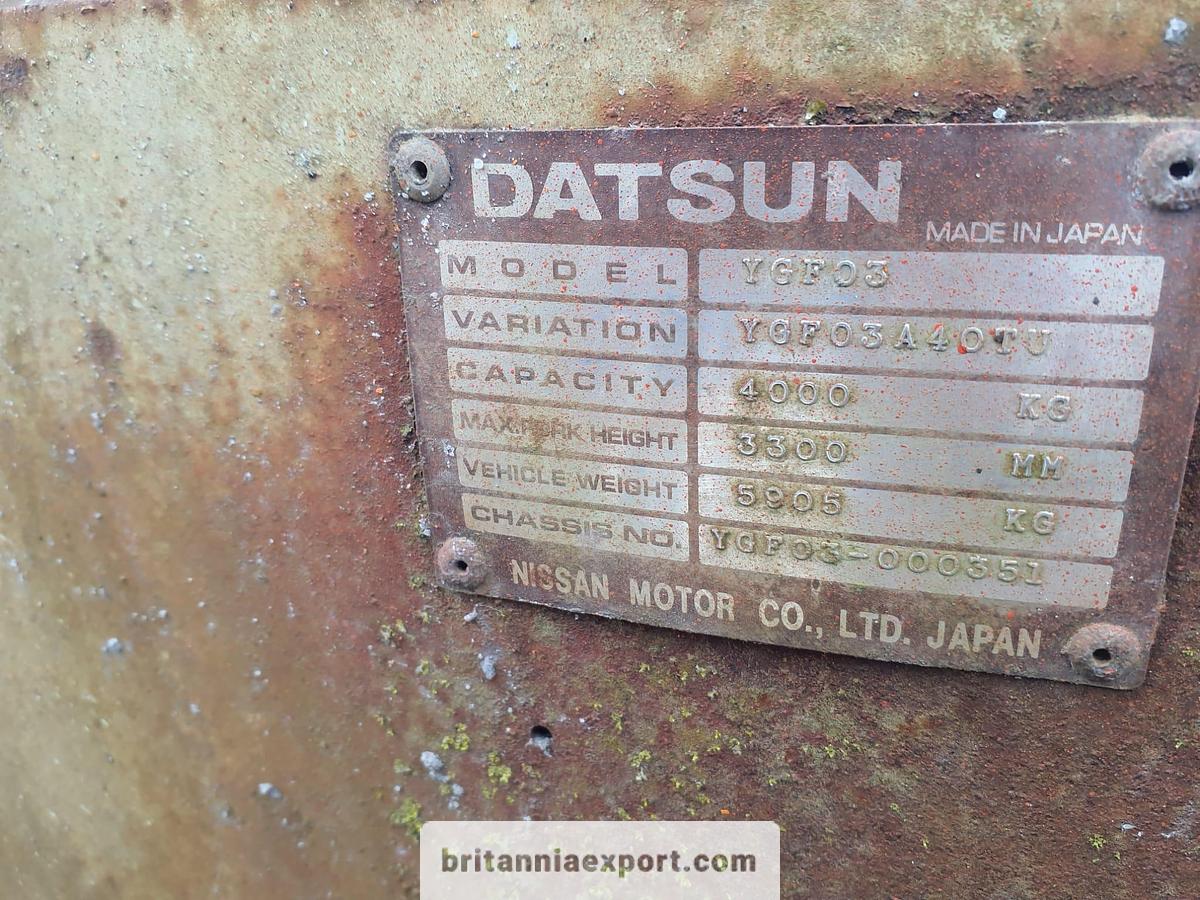 DATSUN
MADE IN JAPAN
MODEL YGF03
VARIATION YGF03A40TU
CAPACITY 4000 KG
MAX.FORK HEIGHT 3300 MM
VEHICLE WEIGHT 5905 KG
CHASSIS NO. YGF03-000351
NISSAN MOTOR CO., LTD. JAPAN
britanniaexport.com